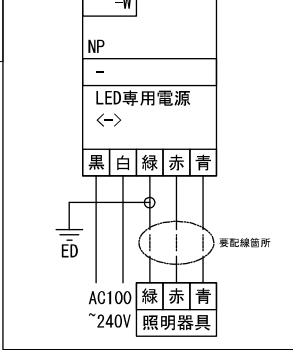 -W
NP
-
LED専用電源
<->
黒 白 緑 赤 青
ED
要配線箇所
AC100 緑 赤 青
~240V 照明器具